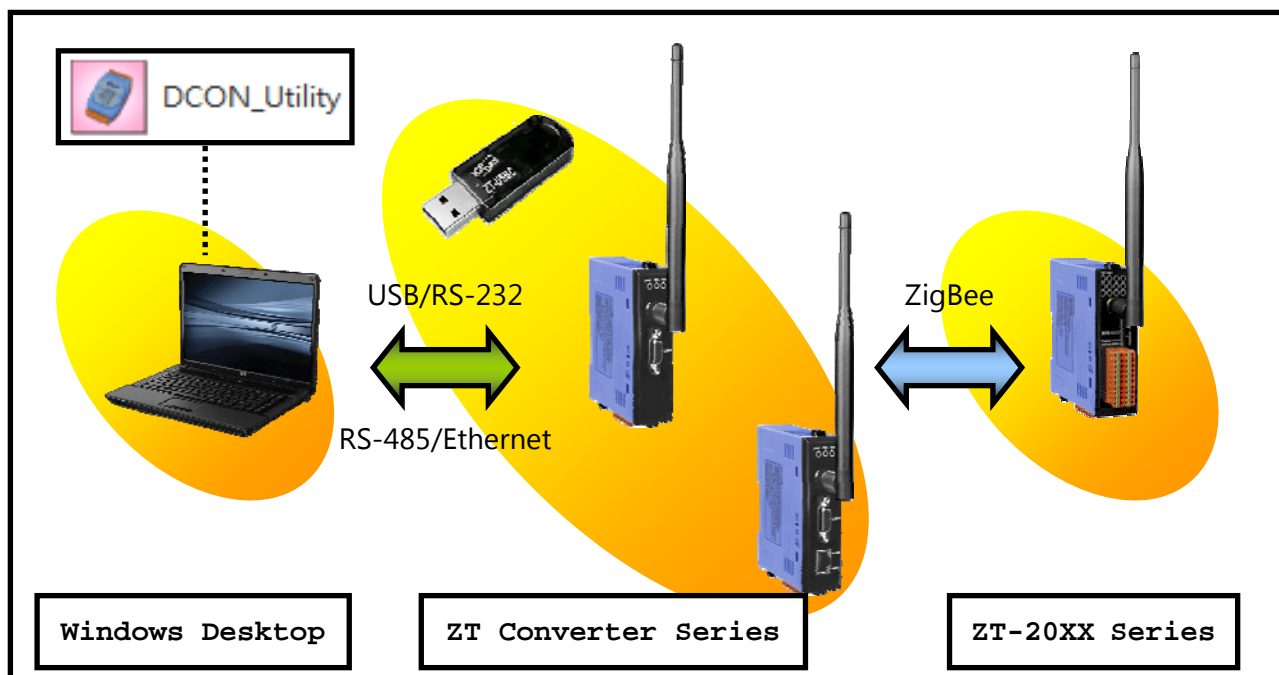 DCON_Utility
USB/RS-232
RS-485/Ethernet
ZigBee
Windows Desktop
ZT Converter Series
ZT-20XX Series